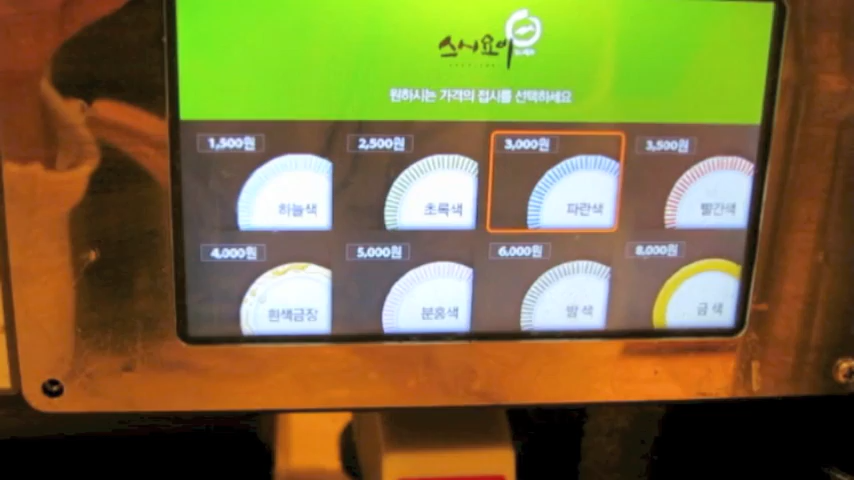 스시요이
원하시는 가격의 접시를 선택하세요
1,500원 2,500원 3,000원 3,500원
하늘색 초록색 파란색 빨간색
4,000원 5,000원 6,000원 8,000원
흰색금장 분홍색 밤색 금색